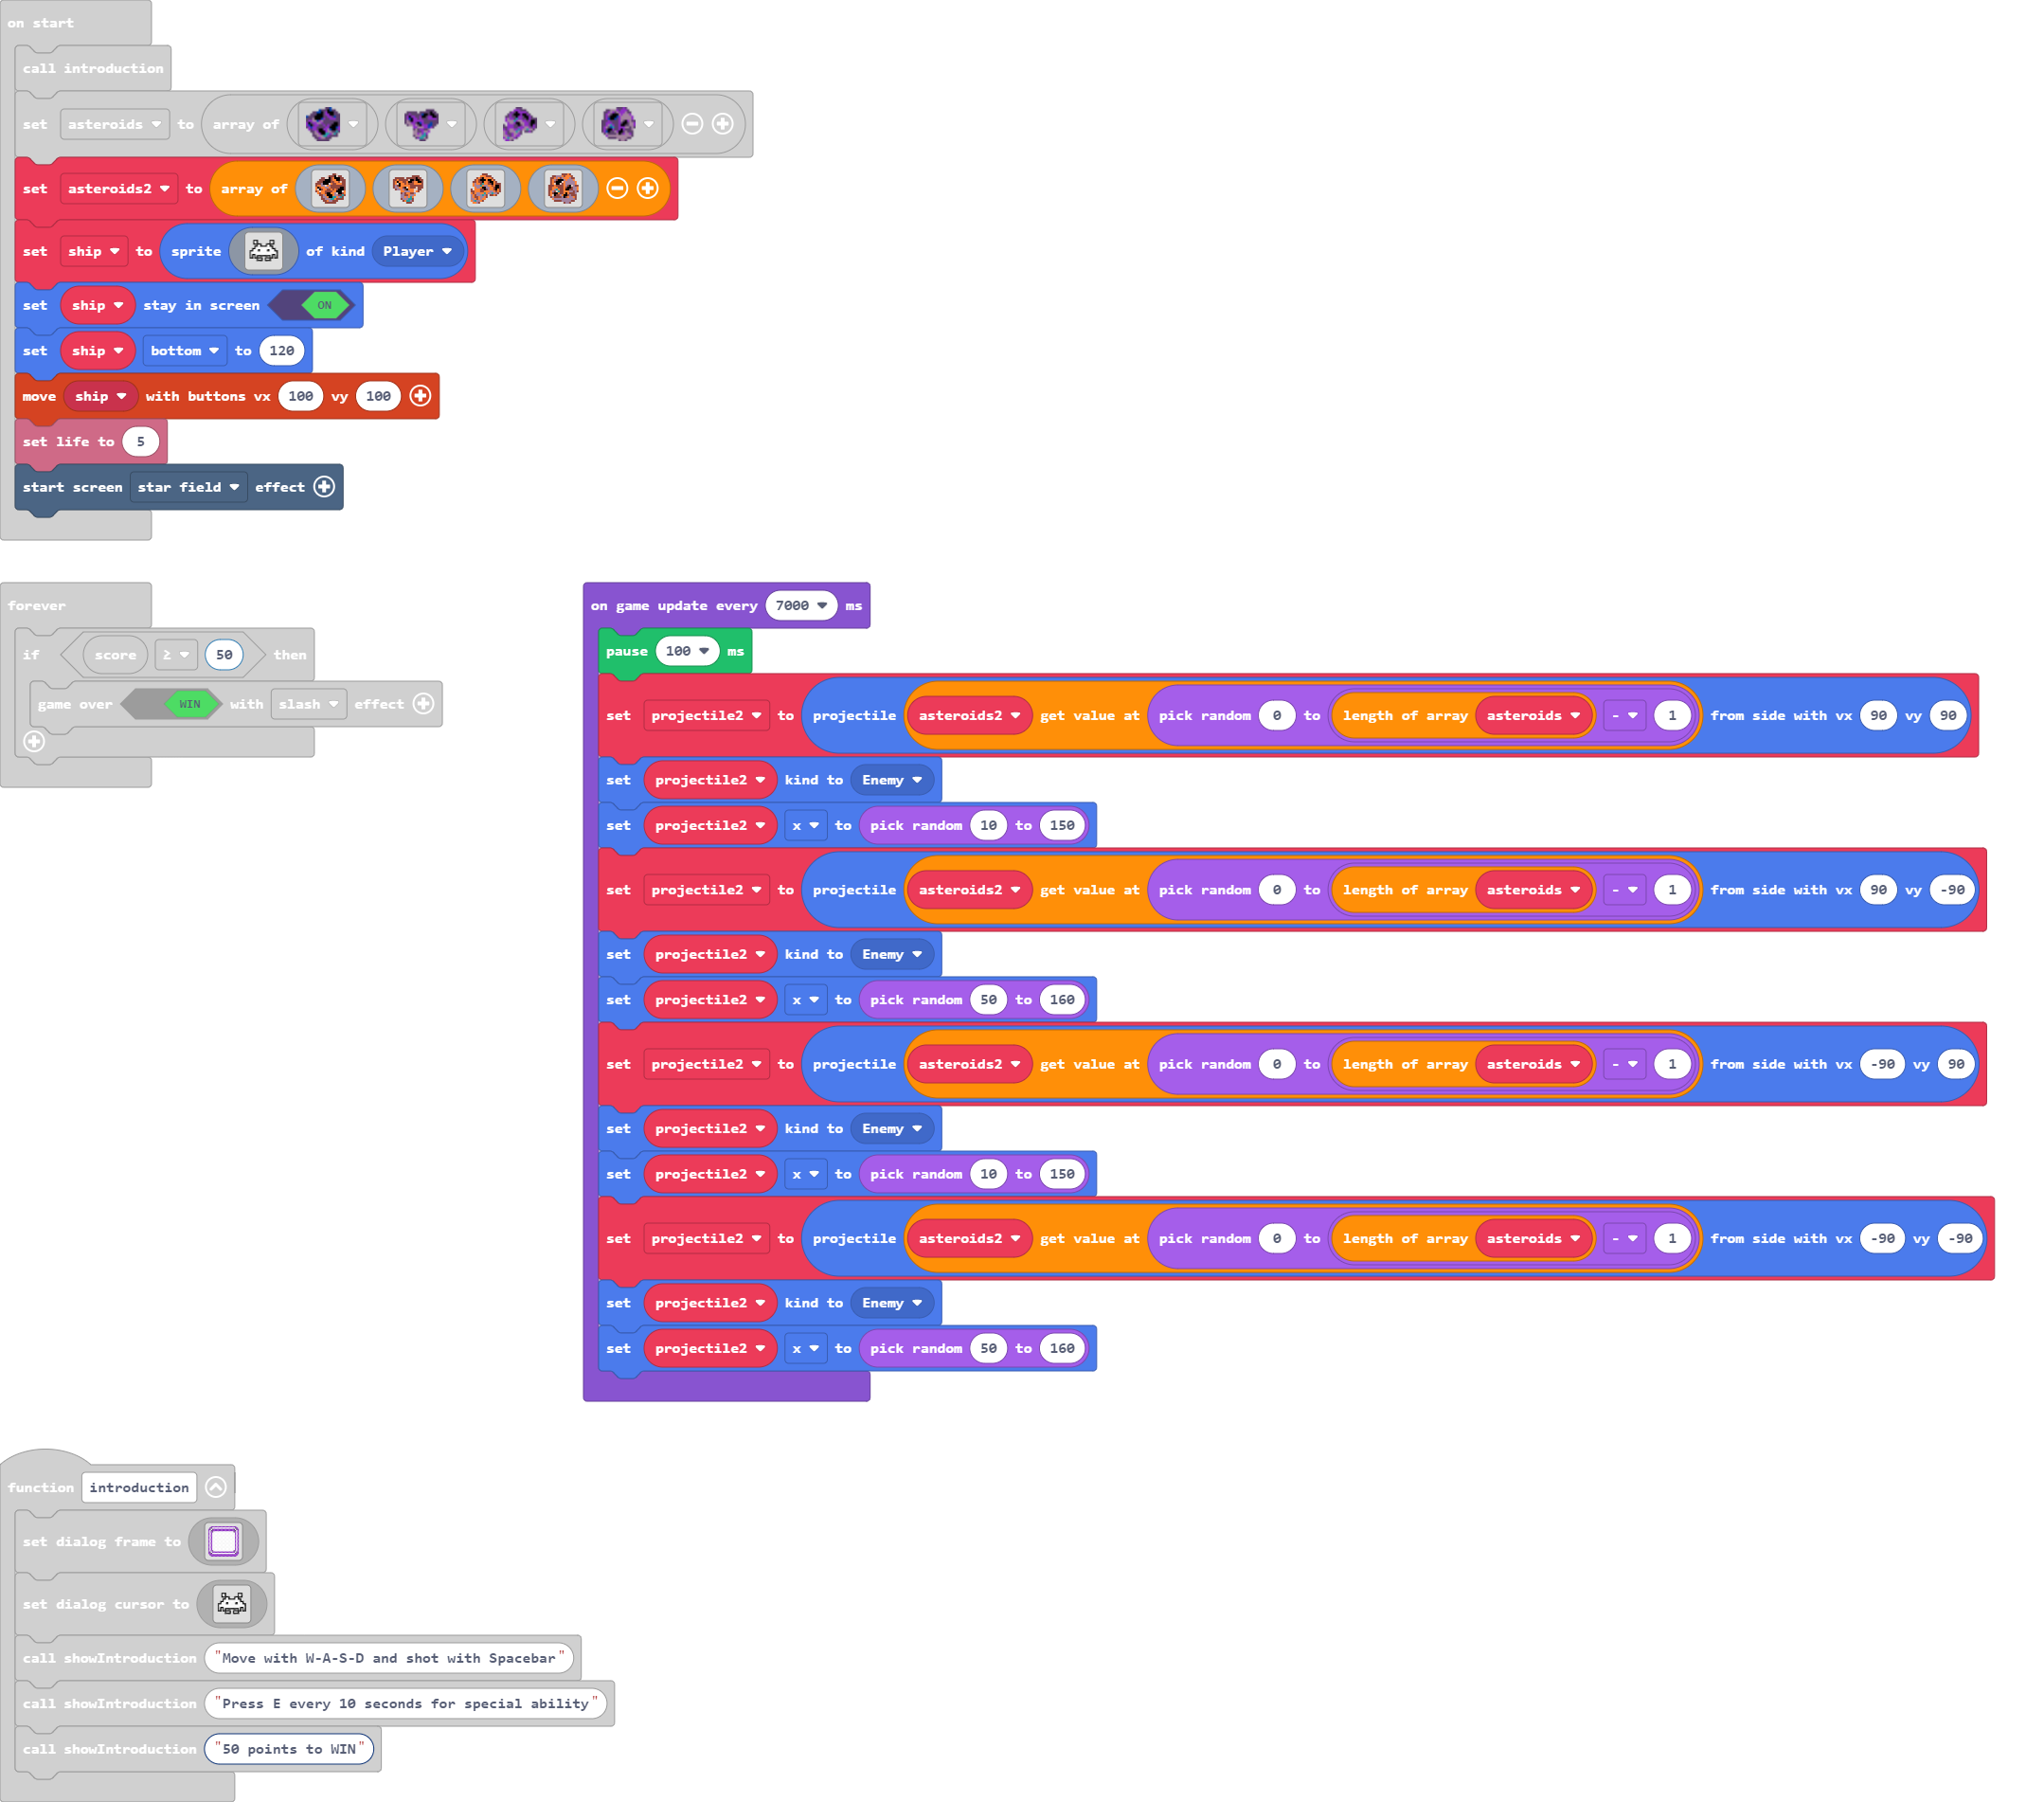 on start
call introduction
set asteroids to array of
set asteroids2 to array of
set ship to sprite of kind Player
set ship stay in screen ON
set ship bottom to 120
move ship with buttons vx 100 vy 100
set life to 5
start screen star field effect
forever
if score ≥ 50 then
game over WIN with slash effect
on game update every 7000 ms
pause 100 ms
set projectile2 to projectile asteroids2 get value at pick random 0 to length of array asteroids - 1 from side with vx 90 vy 90
set projectile2 kind to Enemy
set projectile2 x to pick random 10 to 150
set projectile2 to projectile asteroids2 get value at pick random 0 to length of array asteroids - 1 from side with vx 90 vy -90
set projectile2 kind to Enemy
set projectile2 x to pick random 50 to 160
set projectile2 to projectile asteroids2 get value at pick random 0 to length of array asteroids - 1 from side with vx -90 vy 90
set projectile2 kind to Enemy
set projectile2 x to pick random 10 to 150
set projectile2 to projectile asteroids2 get value at pick random 0 to length of array asteroids - 1 from side with vx -90 vy -90
set projectile2 kind to Enemy
set projectile2 x to pick random 50 to 160
function introduction
set dialog frame to
set dialog cursor to
call showIntroduction "Move with W-A-S-D and shot with Spacebar"
call showIntroduction "Press E every 10 seconds for special ability"
call showIntroduction "50 points to WIN"